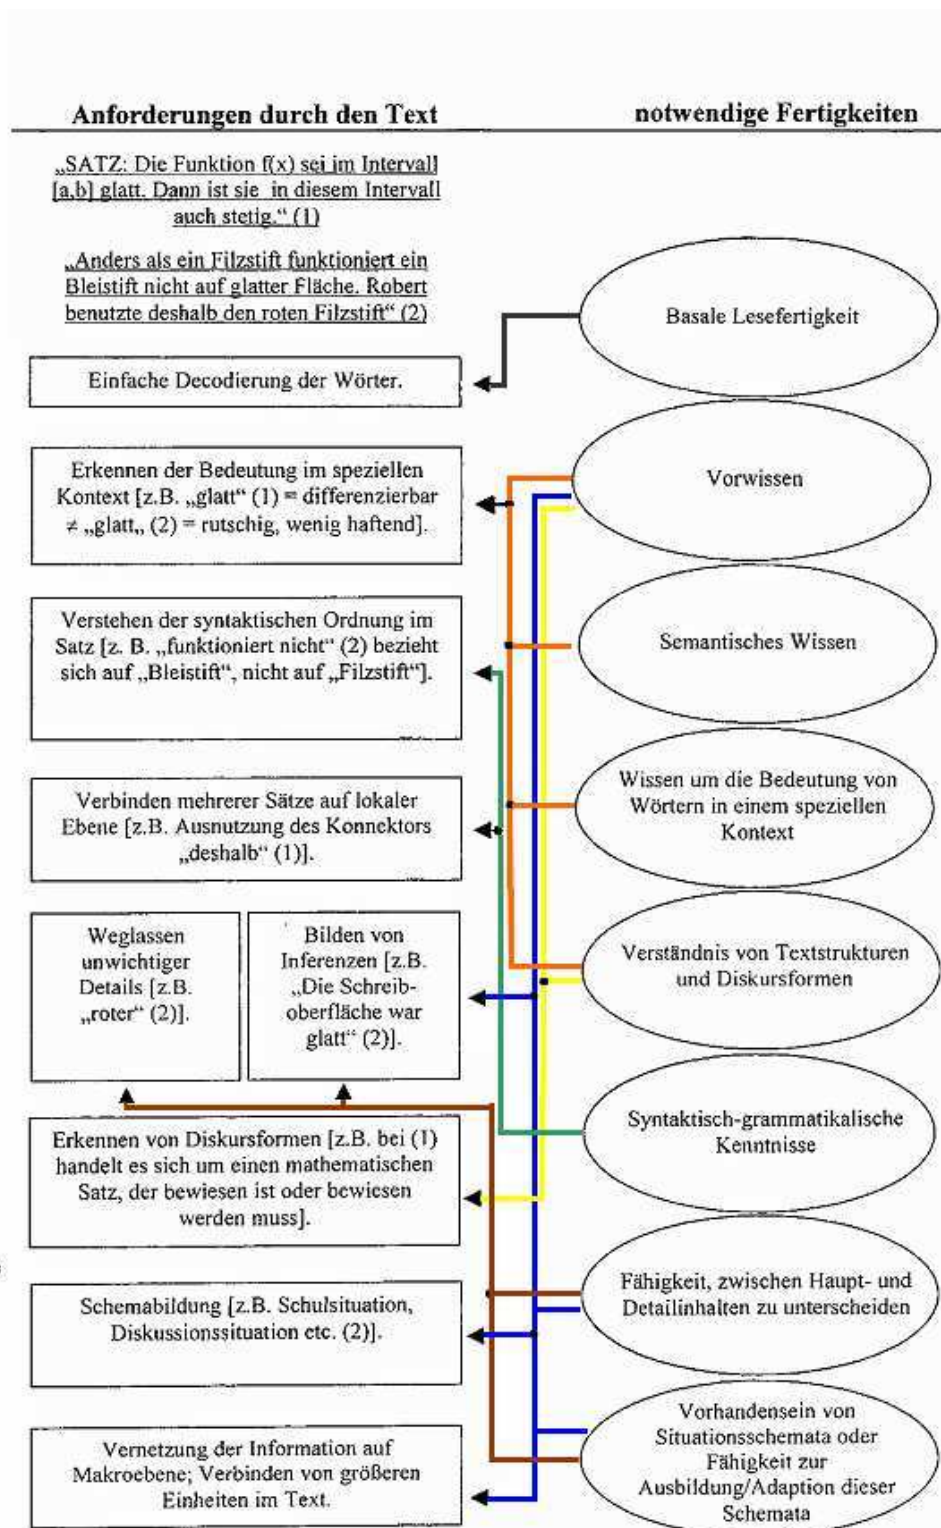 Anforderungen durch den Text
notwendige Fertigkeiten
„SATZ: Die Funktion f(x) sei im Intervall
[a,b] glatt. Dann ist sie in diesem Intervall
auch stetig.“ (1)
„Anders als ein Filzstift funktioniert ein
Bleistift nicht auf glatter Fläche. Robert
benutzte deshalb den roten Filzstift“ (2)
Einfache Decodierung der Wörter.
Erkennen der Bedeutung im speziellen
Kontext [z.B. „glatt“ (1) = differenzierbar
≠ „glatt„ (2) = rutschig, wenig haftend].
Verstehen der syntaktischen Ordnung im
Satz [z. B. „funktioniert nicht“ (2) bezieht
sich auf „Bleistift“, nicht auf „Filzstift“].
Verbinden mehrerer Sätze auf lokaler
Ebene [z.B. Ausnutzung des Konnektors
„deshalb“ (1)].
Weglassen
unwichtiger
Details [z.B.
„roter“ (2)].
Bilden von
Inferenzen [z.B.
„Die Schreib-
oberfläche war
glatt“ (2)].
Erkennen von Diskursformen [z.B. bei (1)
handelt es sich um einen mathematischen
Satz, der bewiesen ist oder bewiesen
werden muss].
Schemabildung [z.B. Schulsituation,
Diskussionssituation etc. (2)].
Vernetzung der Information auf
Makroebene; Verbinden von größeren
Einheiten im Text.
Basale Lesefertigkeit
Vorwissen
Semantisches Wissen
Wissen um die Bedeutung von
Wörtern in einem speziellen
Kontext
Verständnis von Textstrukturen
und Diskursformen
Syntaktisch-grammatikalische
Kenntnisse
Fähigkeit, zwischen Haupt- und
Detailinhalten zu unterscheiden
Vorhandensein von
Situationsschemata oder
Fähigkeit zur
Ausbildung/Adaption dieser
Schemata